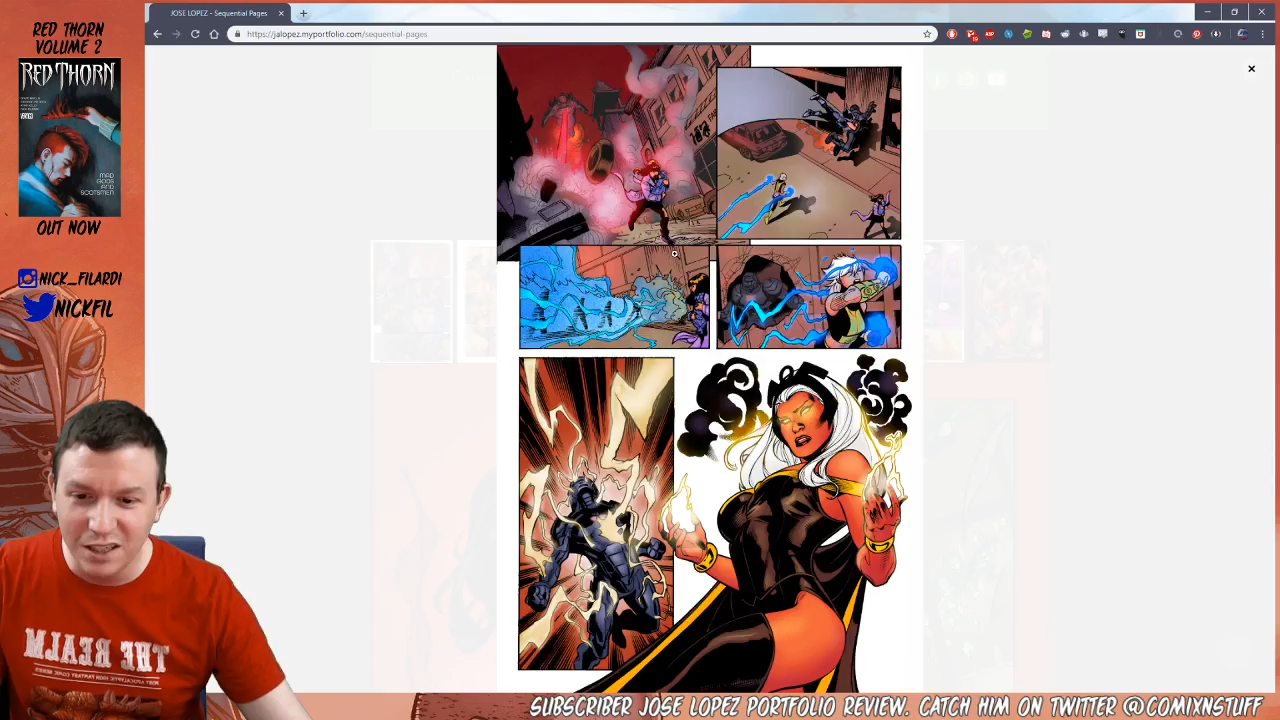 RED THORN
VOLUME 2
RED THORN
VERTIGO
MAD
GODS
AND
SCOTSMEN
OUT NOW
NICK_FILARDI
NICKFIL
JOSE LOPEZ - Sequential Pages
https://jalopez.myportfolio.com/sequential-pages
THE REALM
SUBSCRIBER JOSE LOPEZ PORTFOLIO REVIEW. CATCH HIM ON TWITTER @COMIXNSTUFF